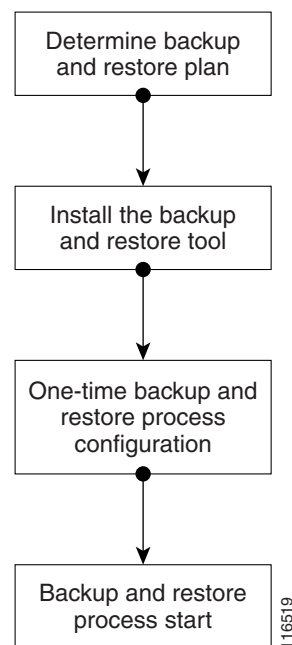 Determine backup
and restore plan
Install the backup
and restore tool
One-time backup and
restore process
configuration
Backup and restore
process start
116519